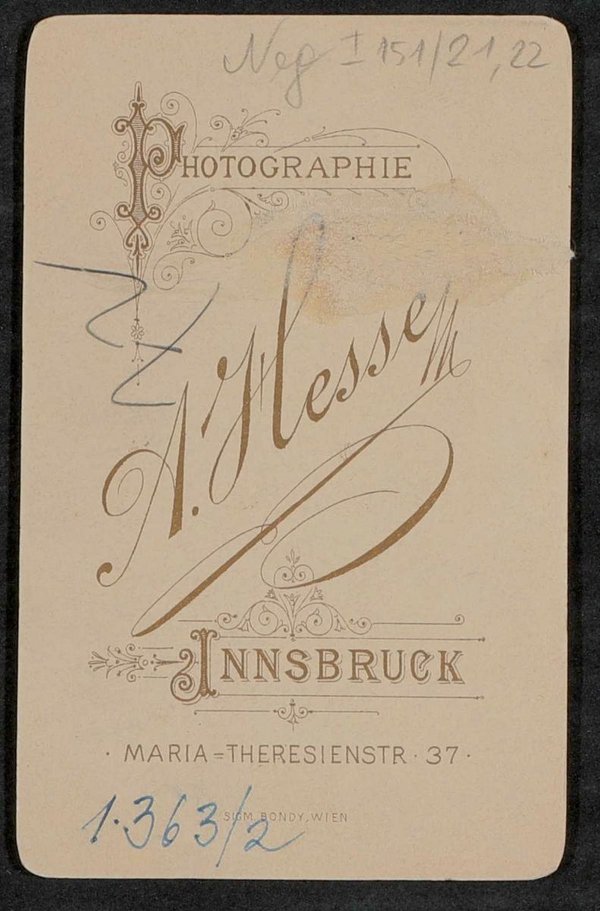 Neg I 151/21,22
PHOTOGRAPHIE
A. Hesse
INNSBRUCK
· MARIA=THERESIENSTR · 37 ·
SIGM. BONDY, WIEN
1.363/2